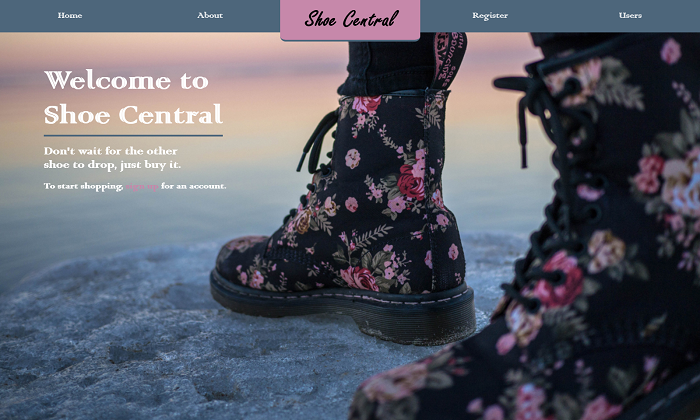 Home
About
Shoe Central
Register
Users
Welcome to
Shoe Central
Don't wait for the other
shoe to drop, just buy it.
To start shopping, sign up for an account.